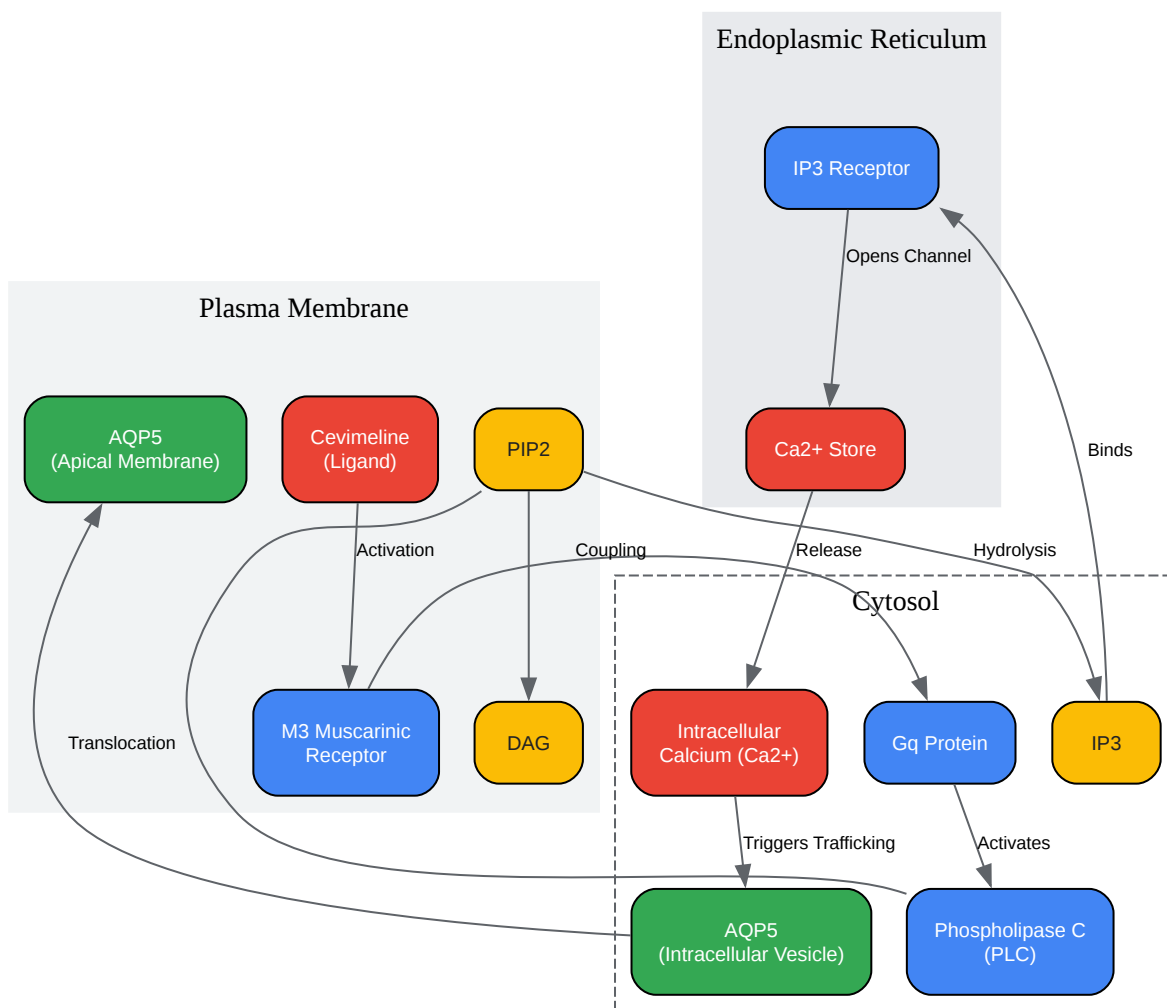 Endoplasmic Reticulum
IP3 Receptor
Opens Channel
Plasma Membrane
AQP5
(Apical Membrane)
Cevimeline
(Ligand)
PIP2
Ca2+ Store
Binds
Activation
Coupling
Release
Hydrolysis
Cytosol
M3 Muscarinic
Receptor
DAG
Intracellular
Calcium (Ca2+)
Gq Protein
IP3
Translocation
Triggers Trafficking
Activates
AQP5
(Intracellular Vesicle)
Phospholipase C
(PLC)